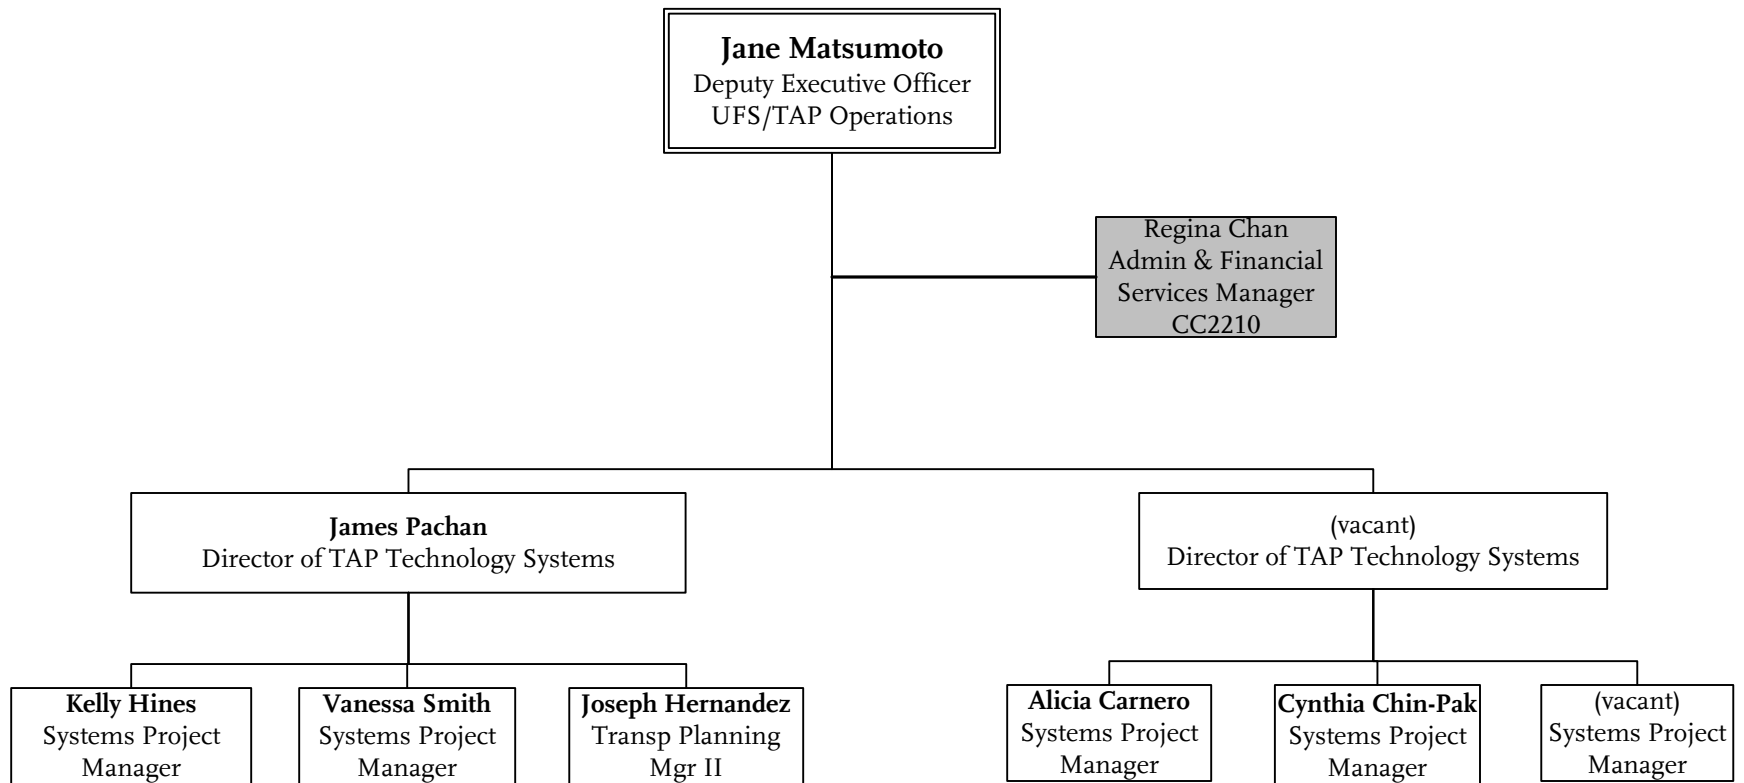 Jane Matsumoto
Deputy Executive Officer
UFS/TAP Operations
Regina Chan
Admin & Financial
Services Manager
CC2210
James Pachan
Director of TAP Technology Systems
(vacant)
Director of TAP Technology Systems
Kelly Hines
Systems Project
Manager
Vanessa Smith
Systems Project
Manager
Joseph Hernandez
Transp Planning
Mgr II
Alicia Carnero
Systems Project
Manager
Cynthia Chin-Pak
Systems Project
Manager
(vacant)
Systems Project
Manager